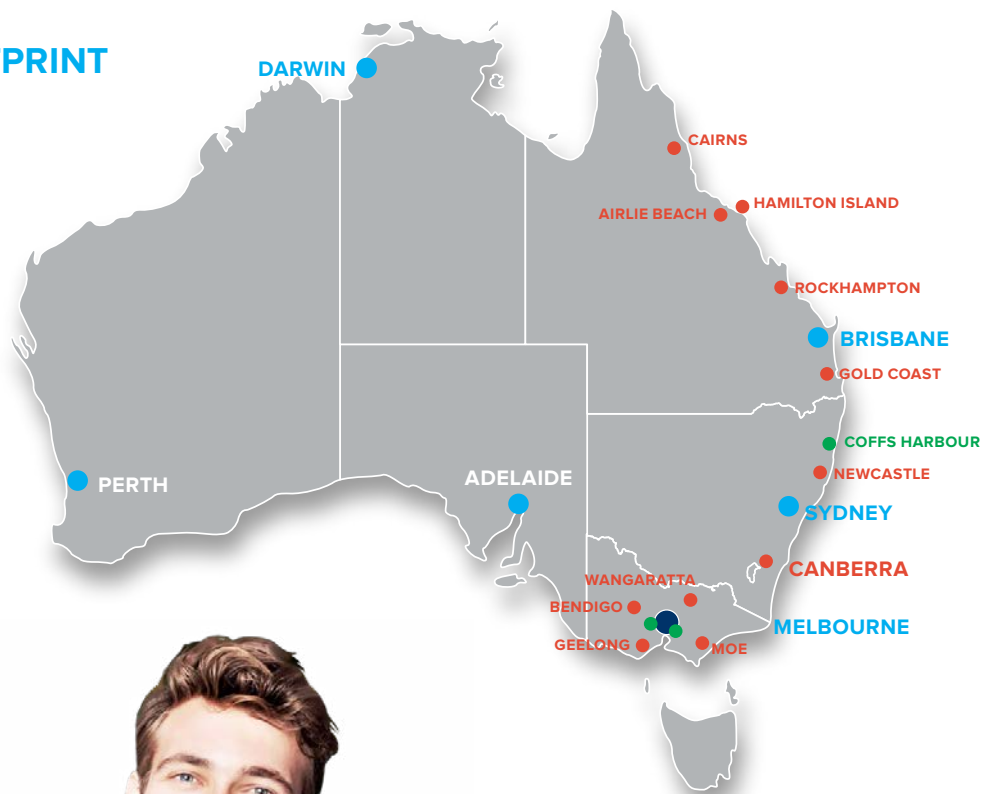 PRINT
DARWIN
CAIRNS
HAMILTON ISLAND
AIRLIE BEACH
ROCKHAMPTON
BRISBANE
GOLD COAST
COFFS HARBOUR
NEWCASTLE
PERTH
ADELAIDE
SYDNEY
CANBERRA
WANGARATTA
BENDIGO
MELBOURNE
GEELONG
MOE